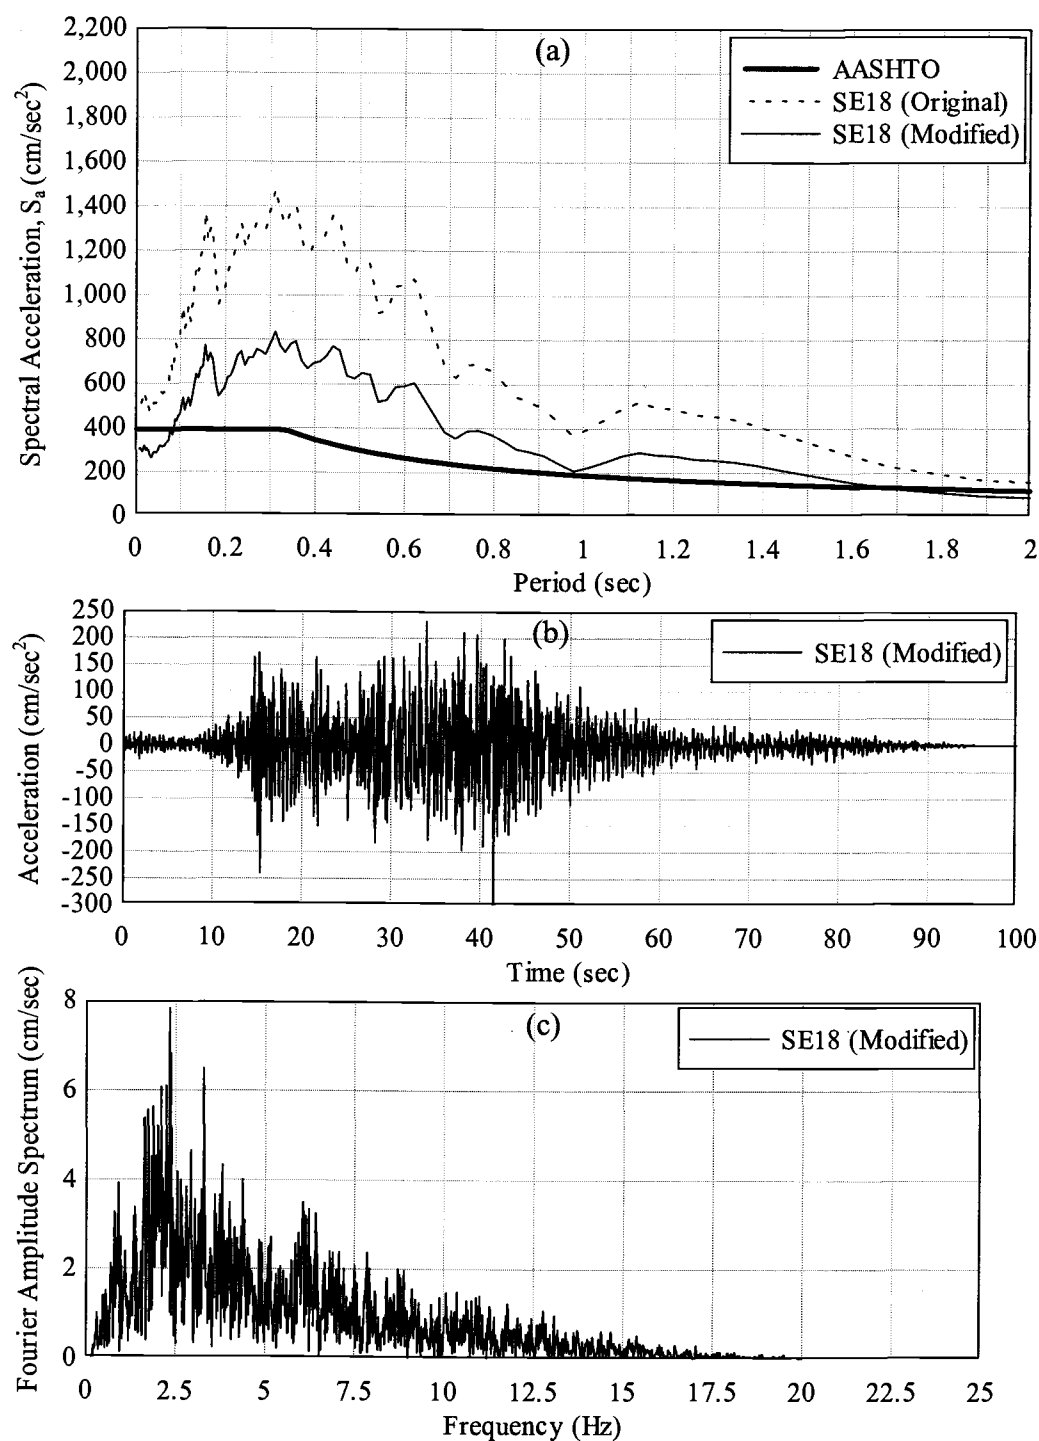 (a)
AASHTO
SE18 (Original)
SE18 (Modified)
Spectral Acceleration, Sa (cm/sec²)
2,200
2,000
1,800
1,600
1,400
1,200
1,000
800
600
400
200
0
0 0.2 0.4 0.6 0.8 1 1.2 1.4 1.6 1.8 2
Period (sec)
(b)
SE18 (Modified)
Acceleration (cm/sec²)
250
200
150
100
50
0
-50
-100
-150
-200
-250
-300
0 10 20 30 40 50 60 70 80 90 100
Time (sec)
(c)
SE18 (Modified)
Fourier Amplitude Spectrum (cm/sec)
8
6
4
2
0
0 2.5 5 7.5 10 12.5 15 17.5 20 22.5 25
Frequency (Hz)